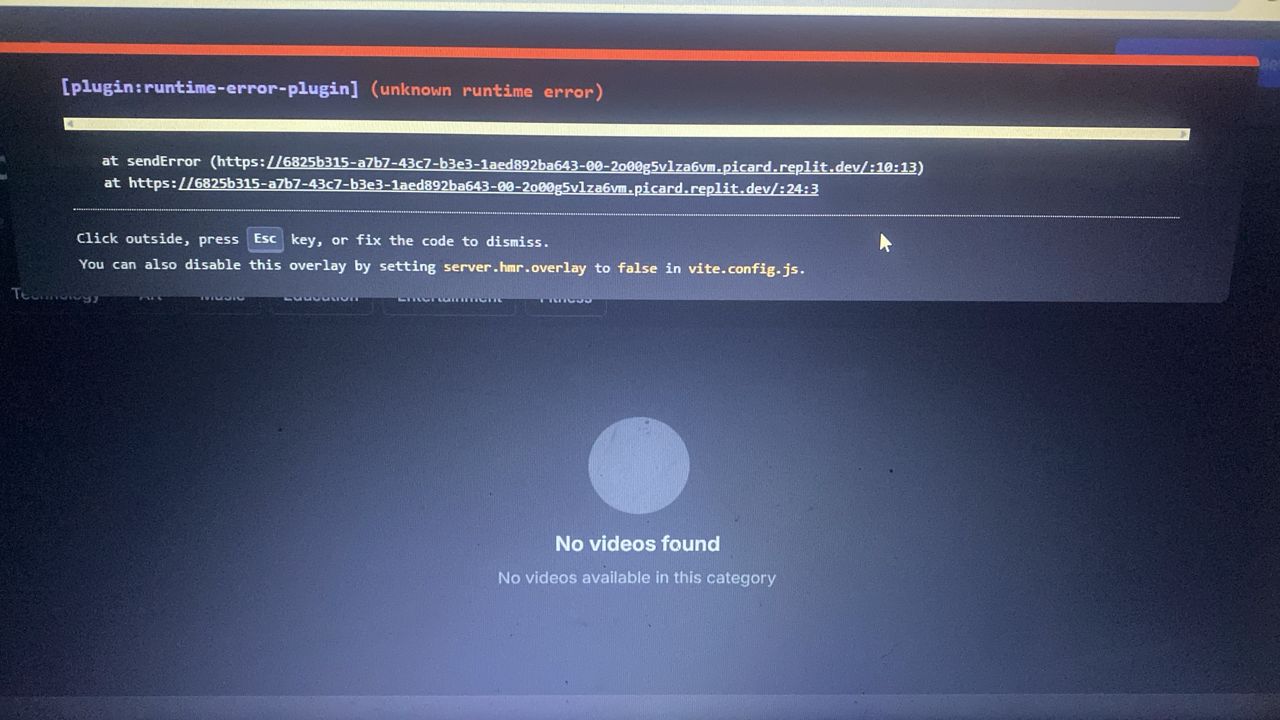 [plugin:runtime-error-plugin] (unknown runtime error)
at sendError (https://6825b315-a7b7-43c7-b3e3-1aed892ba643-00-2o00g5vlza6vm.picard.replit.dev/:10:13)
at https://6825b315-a7b7-43c7-b3e3-1aed892ba643-00-2o00g5vlza6vm.picard.replit.dev/:24:3
Click outside, press Esc key, or fix the code to dismiss.
You can also disable this overlay by setting server.hmr.overlay to false in vite.config.js.
Technology Art Music Education Entertainment Fitness
No videos found
No videos available in this category